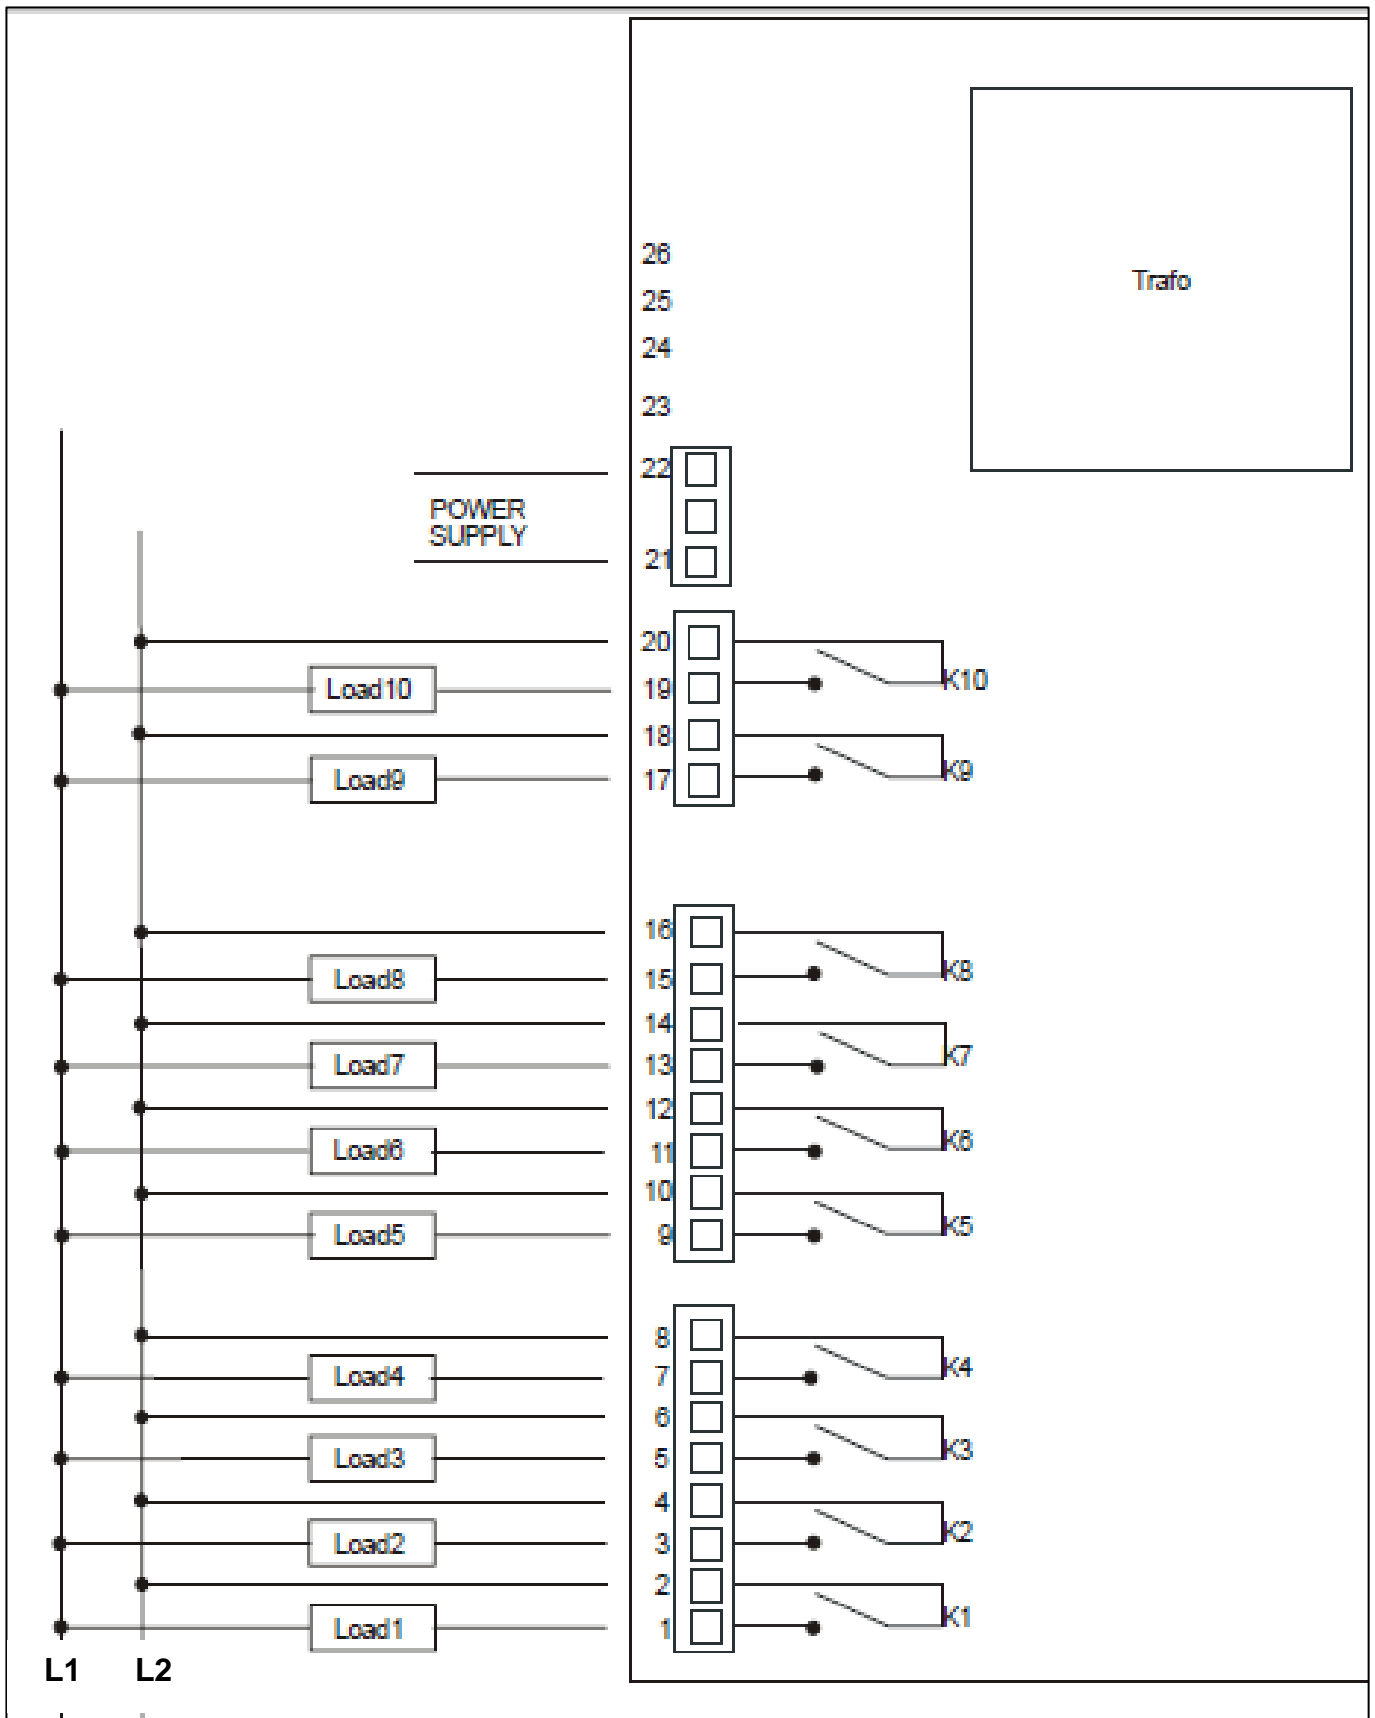 26
Trafo
25
24
23
22
POWER
SUPPLY
21
20
Load10 19 K10
18
Load9 17 K9
16
Load8 15 K8
14
Load7 13 K7
12
Load6 11 K6
10
Load5 9 K5
8
Load4 7 K4
6
Load3 5 K3
4
Load2 3 K2
2
Load1 1 K1
L1 L2